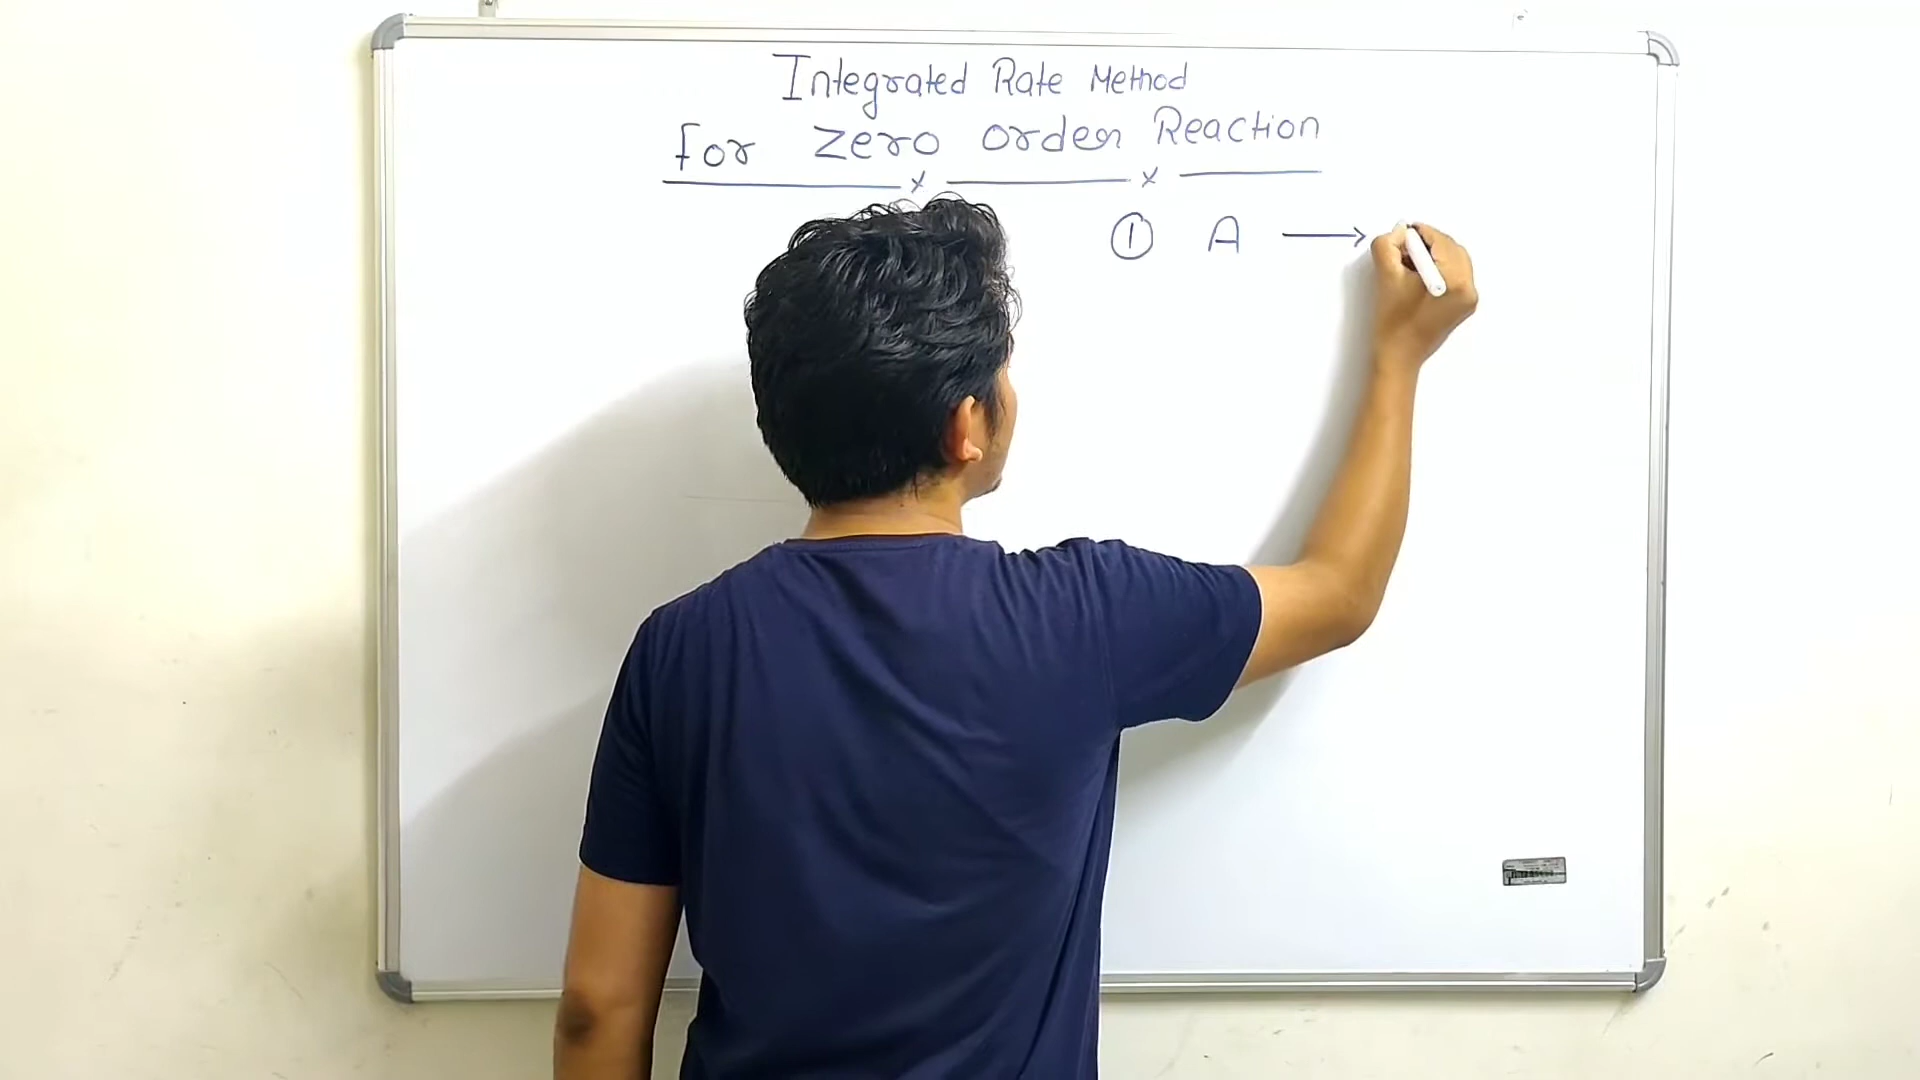 Integrated Rate Method
for zero order Reaction
① A ⟶